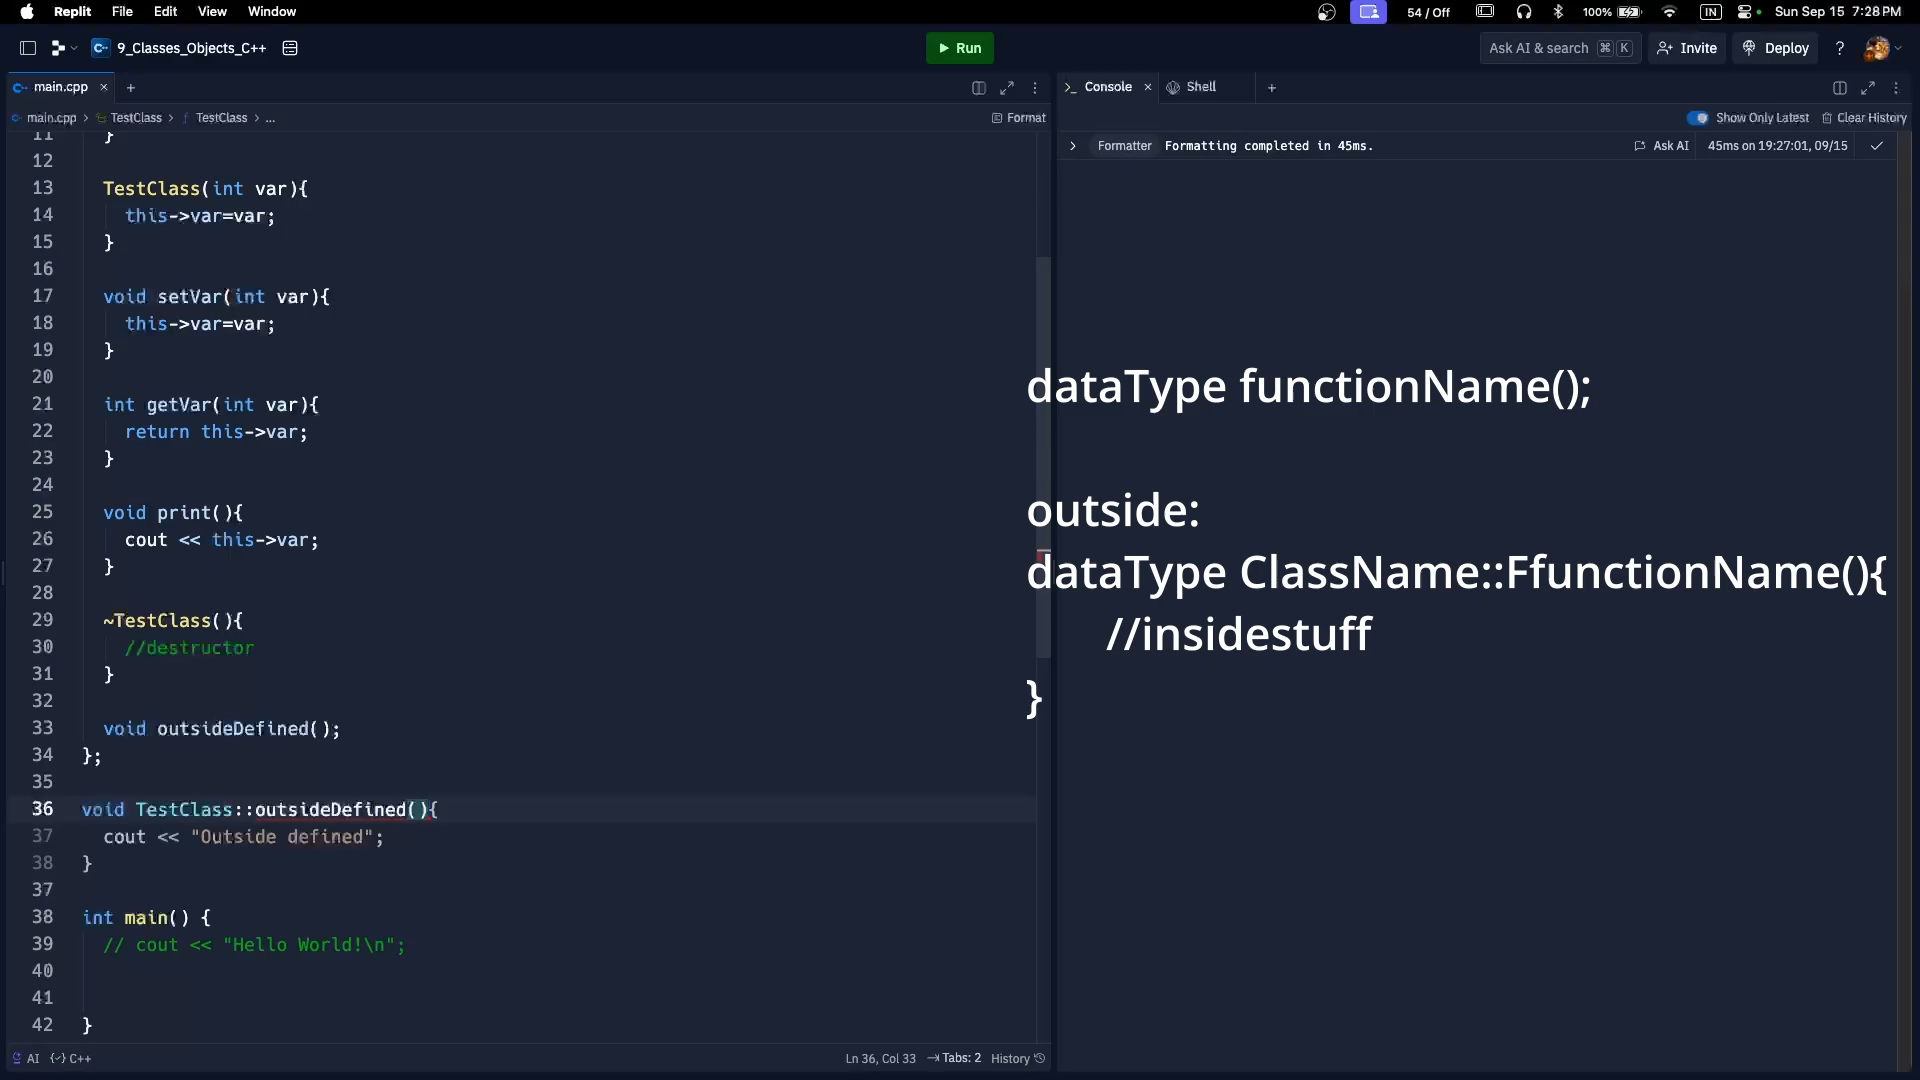 Replit File Edit View Window 54 / Off 100% IN Sun Sep 15 7:28 PM
9_Classes_Objects_C++ Run Ask AI & search ⌘ K Invite Deploy ?
main.cpp × + Console × Shell +
main.cpp > TestClass > TestClass > ... Format Show Only Latest Clear History
Formatter Formatting completed in 45ms. Ask AI 45ms on 19:27:01, 09/15
11 }
12
13 TestClass(int var){
14 this->var=var;
15 }
16
17 void setVar(int var){
18 this->var=var;
19 }
20
21 int getVar(int var){
22 return this->var;
23 }
24
25 void print(){
26 cout << this->var;
27 }
28
29 ~TestClass(){
30 //destructor
31 }
32
33 void outsideDefined();
34 };
35
36 void TestClass::outsideDefined(){
37 cout << "Outside defined";
38 }
37
38 int main() {
39 // cout << "Hello World!\n";
40
41
42 }
dataType functionName();
outside:
dataType ClassName::FfunctionName(){
//insidestuff
}
AI C++ Ln 36, Col 33 Tabs: 2 History